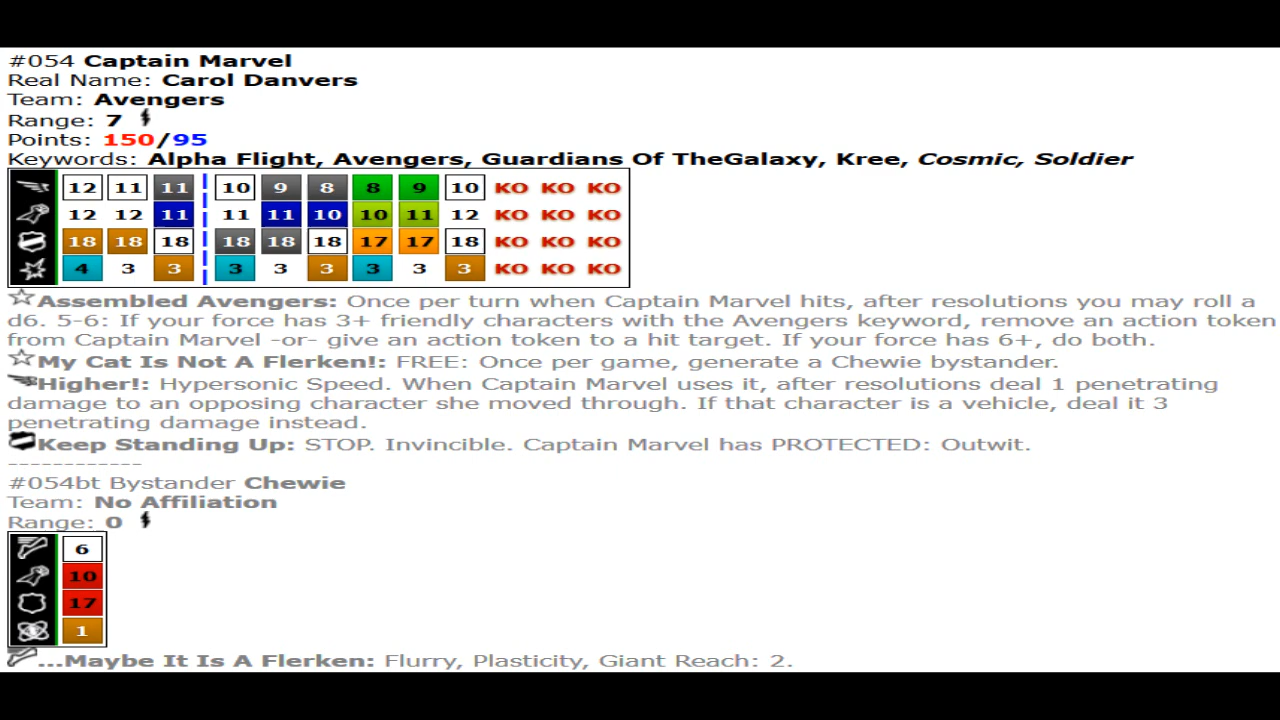 #054 Captain Marvel
Real Name: Carol Danvers
Team: Avengers
Range: 7
Points: 150/95
Keywords: Alpha Flight, Avengers, Guardians Of TheGalaxy, Kree, Cosmic, Soldier
12 11 11 10 9 8 8 9 10 KO KO KO
12 12 11 11 11 10 10 11 12 KO KO KO
18 18 18 18 18 18 17 17 18 KO KO KO
4 3 3 3 3 3 3 3 3 KO KO KO
Assembled Avengers: Once per turn when Captain Marvel hits, after resolutions you may roll a
d6. 5-6: If your force has 3+ friendly characters with the Avengers keyword, remove an action token
from Captain Marvel -or- give an action token to a hit target. If your force has 6+, do both.
My Cat Is Not A Flerken!: FREE: Once per game, generate a Chewie bystander.
Higher!: Hypersonic Speed. When Captain Marvel uses it, after resolutions deal 1 penetrating
damage to an opposing character she moved through. If that character is a vehicle, deal it 3
penetrating damage instead.
Keep Standing Up: STOP. Invincible. Captain Marvel has PROTECTED: Outwit.
------------
#054bt Bystander Chewie
Team: No Affiliation
Range: 0
6
10
17
1
...Maybe It Is A Flerken: Flurry, Plasticity, Giant Reach: 2.